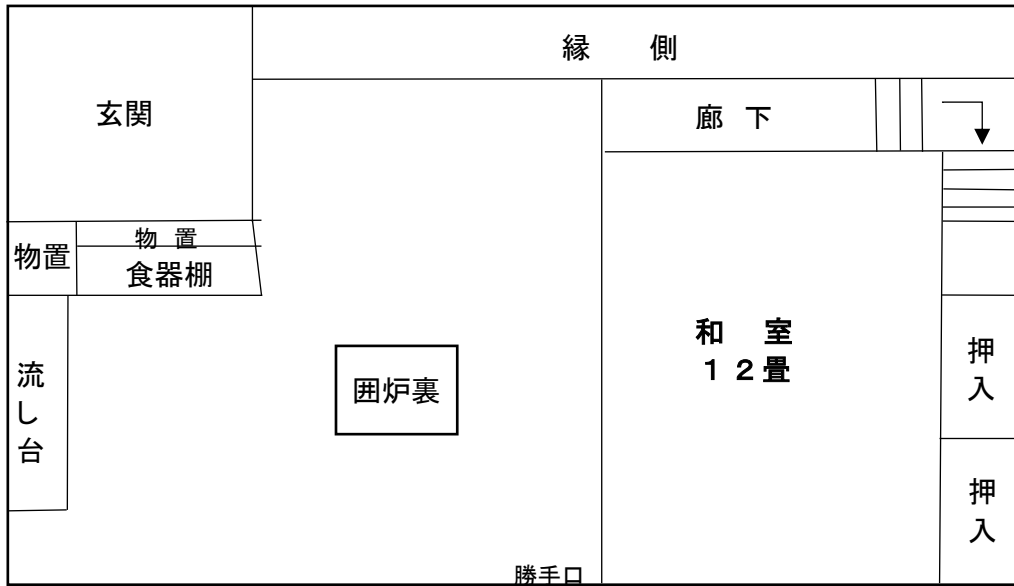 縁　側
玄関
廊 下
物置
物 置
食器棚
和 室
１２畳
囲炉裏
流し台
押入
押入
勝手口